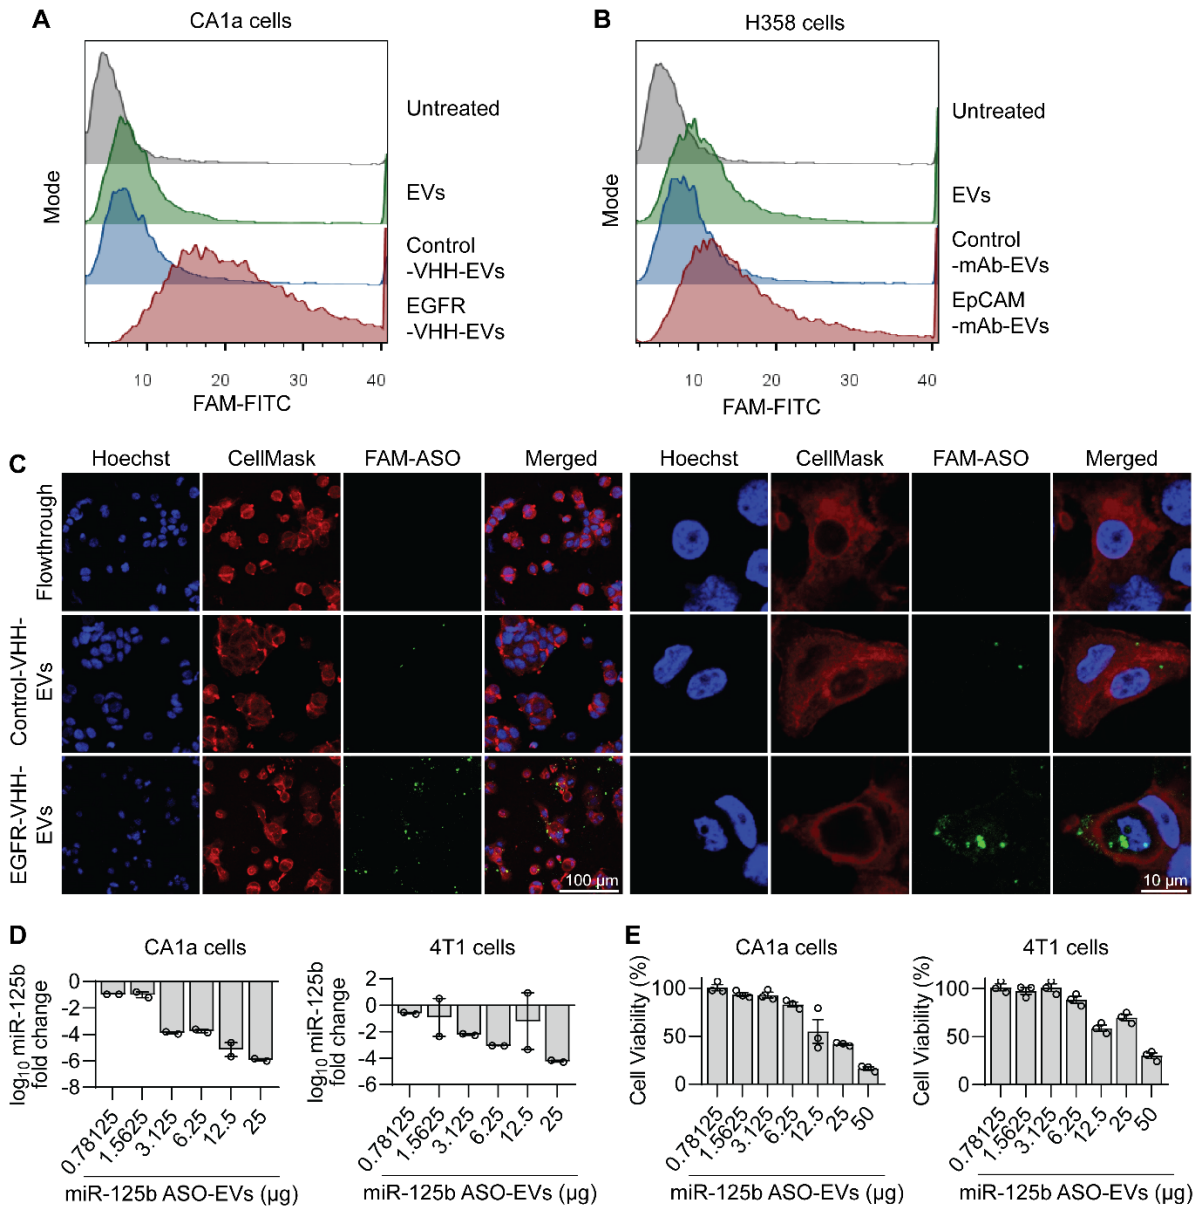 A
CA1a cells
Mode
Untreated
EVs
Control
-VHH-EVs
EGFR
-VHH-EVs
10 20 30 40
FAM-FITC
B
H358 cells
Mode
Untreated
EVs
Control
-mAb-EVs
EpCAM
-mAb-EVs
10 20 30 40
FAM-FITC
C
Hoechst CellMask FAM-ASO Merged Hoechst CellMask FAM-ASO Merged
Flowthrough
Control-VHH-
EVs
EGFR-VHH-
EVs
100 µm
10 µm
D
CA1a cells
log10 miR-125b
fold change
0
-2
-4
-6
-8
0.78125 1.5625 3.125 6.25 12.5 25
miR-125b ASO-EVs (µg)
4T1 cells
log10 miR-125b
fold change
2
0
-2
-4
-6
0.78125 1.5625 3.125 6.25 12.5 25
miR-125b ASO-EVs (µg)
E
CA1a cells
Cell Viability (%)
100
50
0
0.78125 1.5625 3.125 6.25 12.5 25 50
miR-125b ASO-EVs (µg)
4T1 cells
Cell Viability (%)
100
50
0
0.78125 1.5625 3.125 6.25 12.5 25 50
miR-125b ASO-EVs (µg)